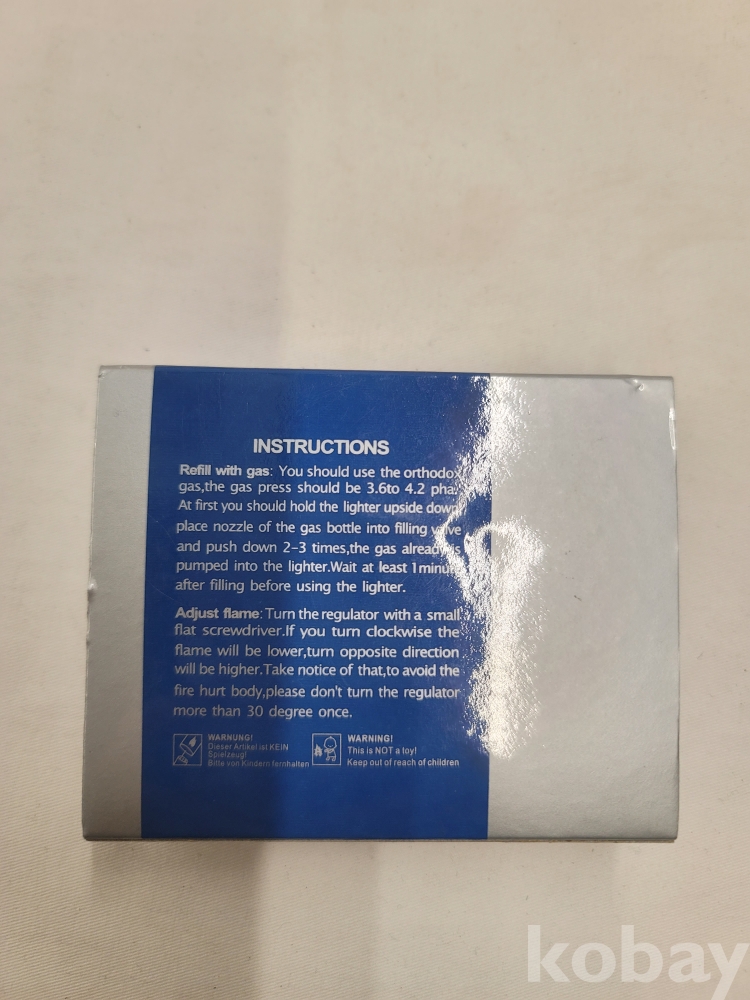 INSTRUCTIONS
Refill with gas: You should use the orthodox
gas,the gas press should be 3.6to 4.2 pha.
At first you should hold the lighter upside down
place nozzle of the gas bottle into filling valve
and push down 2-3 times,the gas already is
pumped into the lighter.Wait at least 1minute
after filling before using the lighter.
Adjust flame: Turn the regulator with a small
flat screwdriver.If you turn clockwise the
flame will be lower,turn opposite direction
will be higher.Take notice of that,to avoid the
fire hurt body,please don't turn the regulator
more than 30 degree once.
WARNUNG!
Dieser Artikel ist KEIN
Spielzeug!
Bitte von Kindern fernhalten
WARNING!
This is NOT a toy!
Keep out of reach of children
kobay